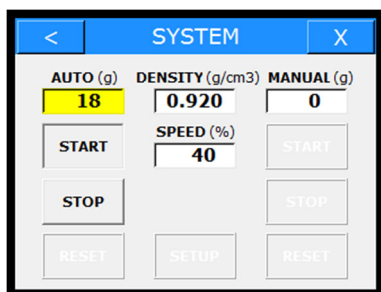 < SYSTEM X
AUTO (g) DENSITY (g/cm3) MANUAL (g)
18 0.920 0
START SPEED (%) START
40
STOP STOP
RESET SETUP RESET